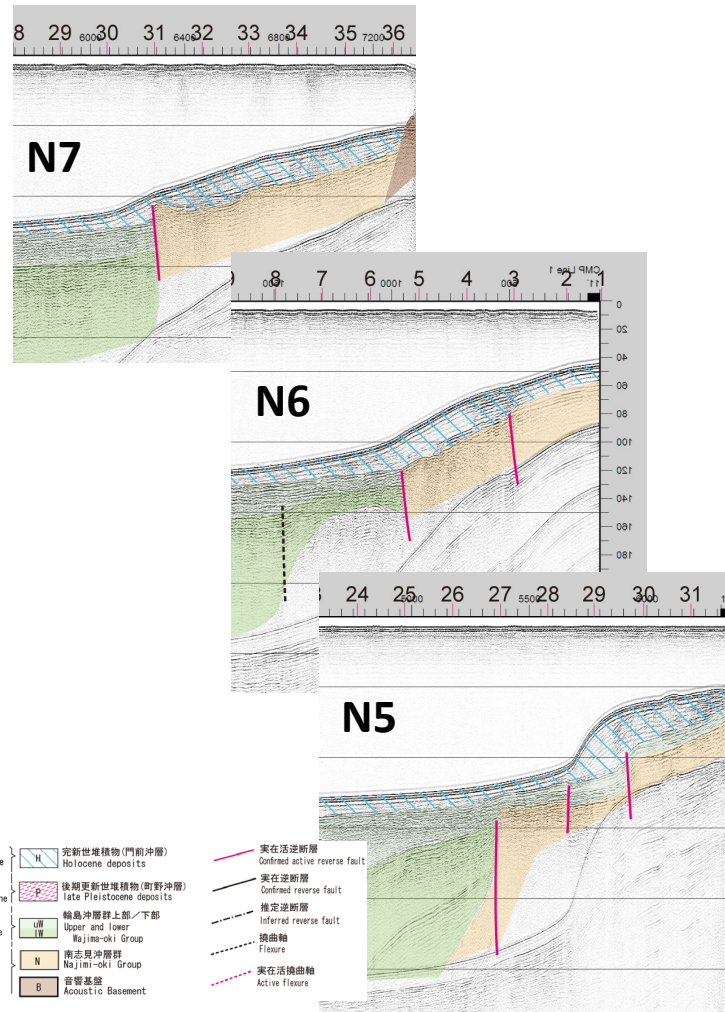 8 29 6000 30 31 6400 32 33 6800 34 35 7200 36
N7
CMP Line 1
9 8 1500 7 6 1000 5 4 500 3 2 1
0
20
40
60
80
100
120
140
160
180
N6
24 25 5000 26 27 5500 28 29 30 6000 31
N5
H 完新世堆積物(門前沖層)
Holocene deposits
P 後期更新世堆積物(町野沖層)
late Pleistocene deposits
uW
lW
輪島沖層群上部/下部
Upper and lower
Wajima-oki Group
N 南志見沖層群
Najimi-oki Group
B 音響基盤
Acoustic Basement
実在活逆断層
Confirmed active reverse fault
実在逆断層
Confirmed reverse fault
推定逆断層
Inferred reverse fault
撓曲軸
Flexure
実在活撓曲軸
Active flexure